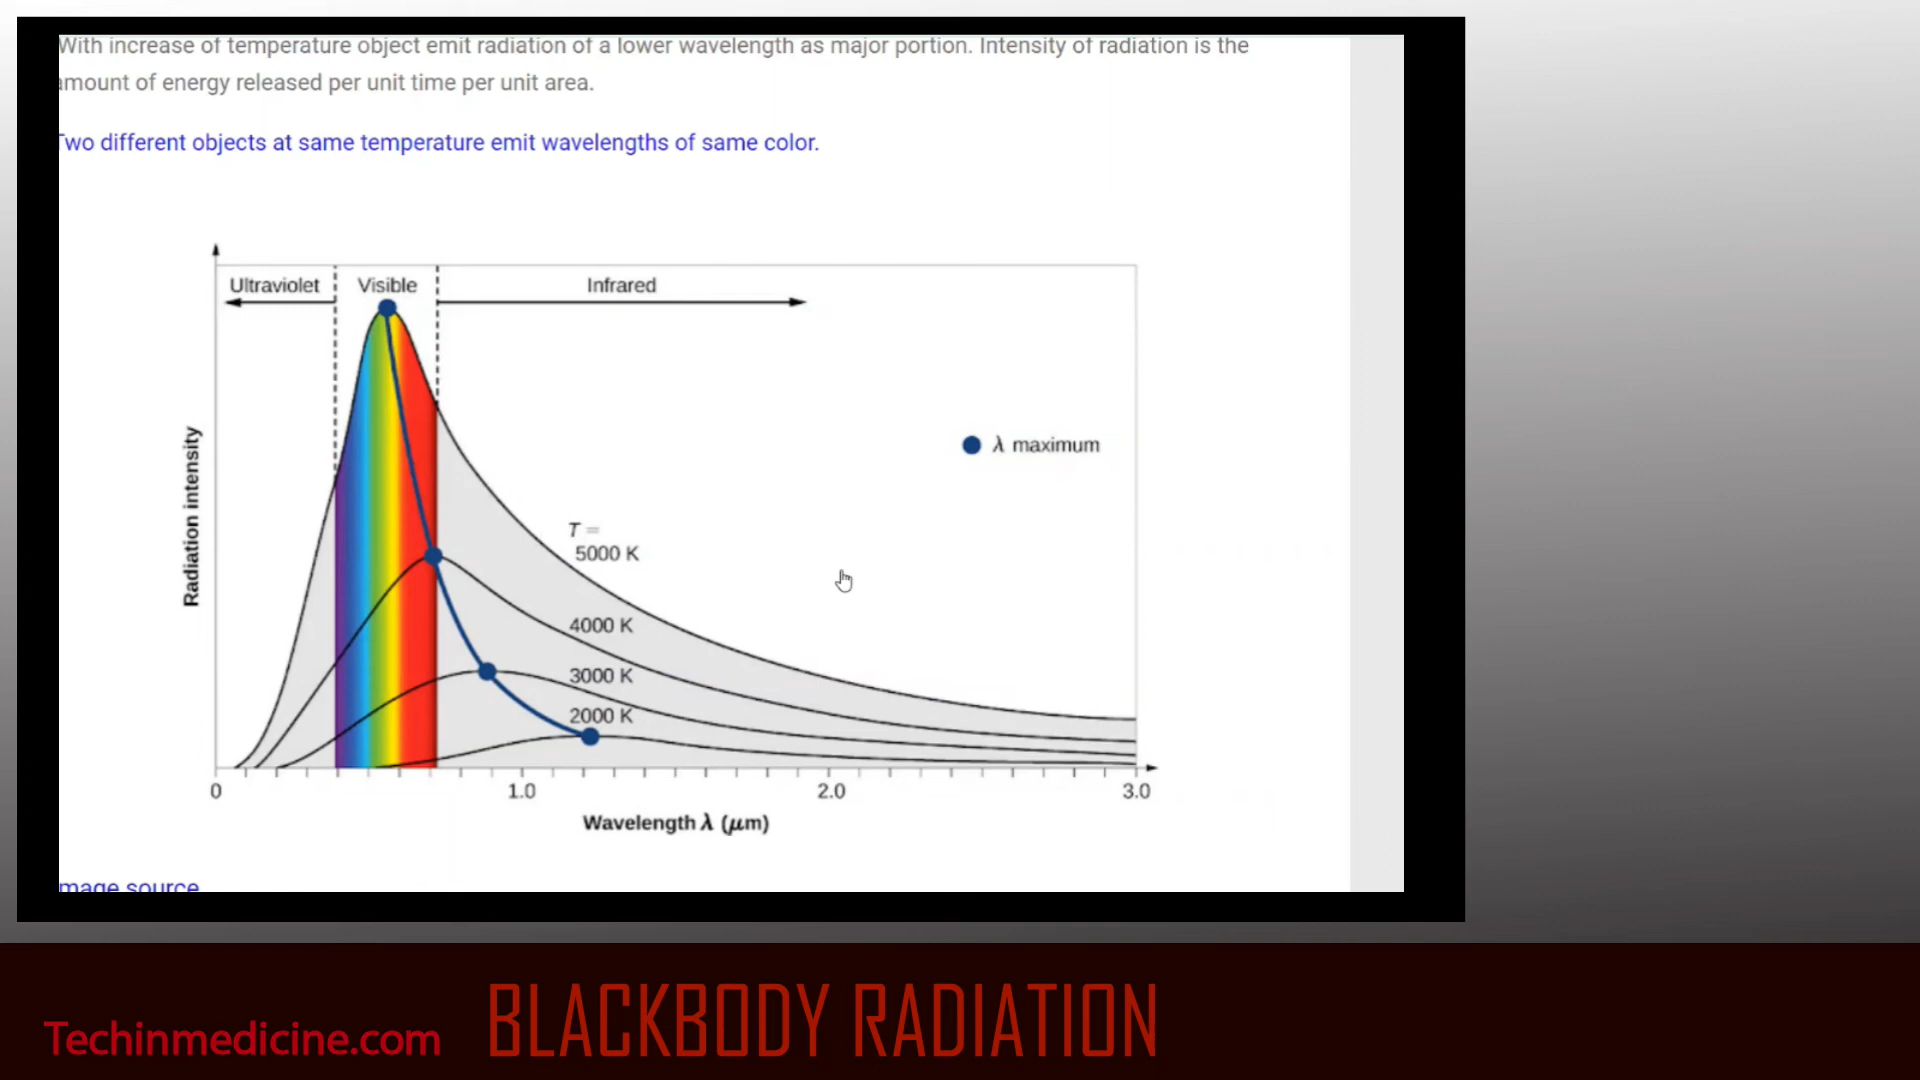 With increase of temperature object emit radiation of a lower wavelength as major portion. Intensity of radiation is the
amount of energy released per unit time per unit area.
Two different objects at same temperature emit wavelengths of same color.
Ultraviolet
Visible
Infrared
λ maximum
Radiation intensity
T =
5000 K
4000 K
3000 K
2000 K
0
1.0
2.0
3.0
Wavelength λ (μm)
mage source
Techinmedicine.com
BLACKBODY RADIATION